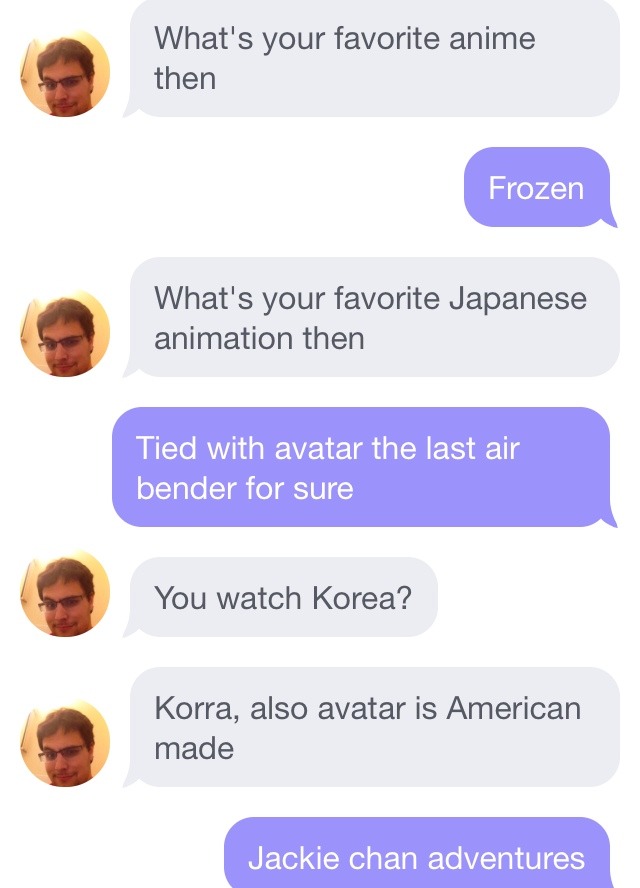 What's your favorite anime
then
Frozen
What's your favorite Japanese
animation then
Tied with avatar the last air
bender for sure
You watch Korea?
Korra, also avatar is American
made
Jackie chan adventures